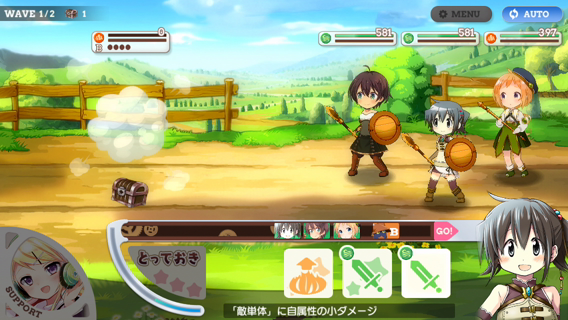 WAVE 1/2 1
MENU
AUTO
0
B
581
581
397
B GO!
とっておき
SUPPORT
「敵単体」に自属性の小ダメージ